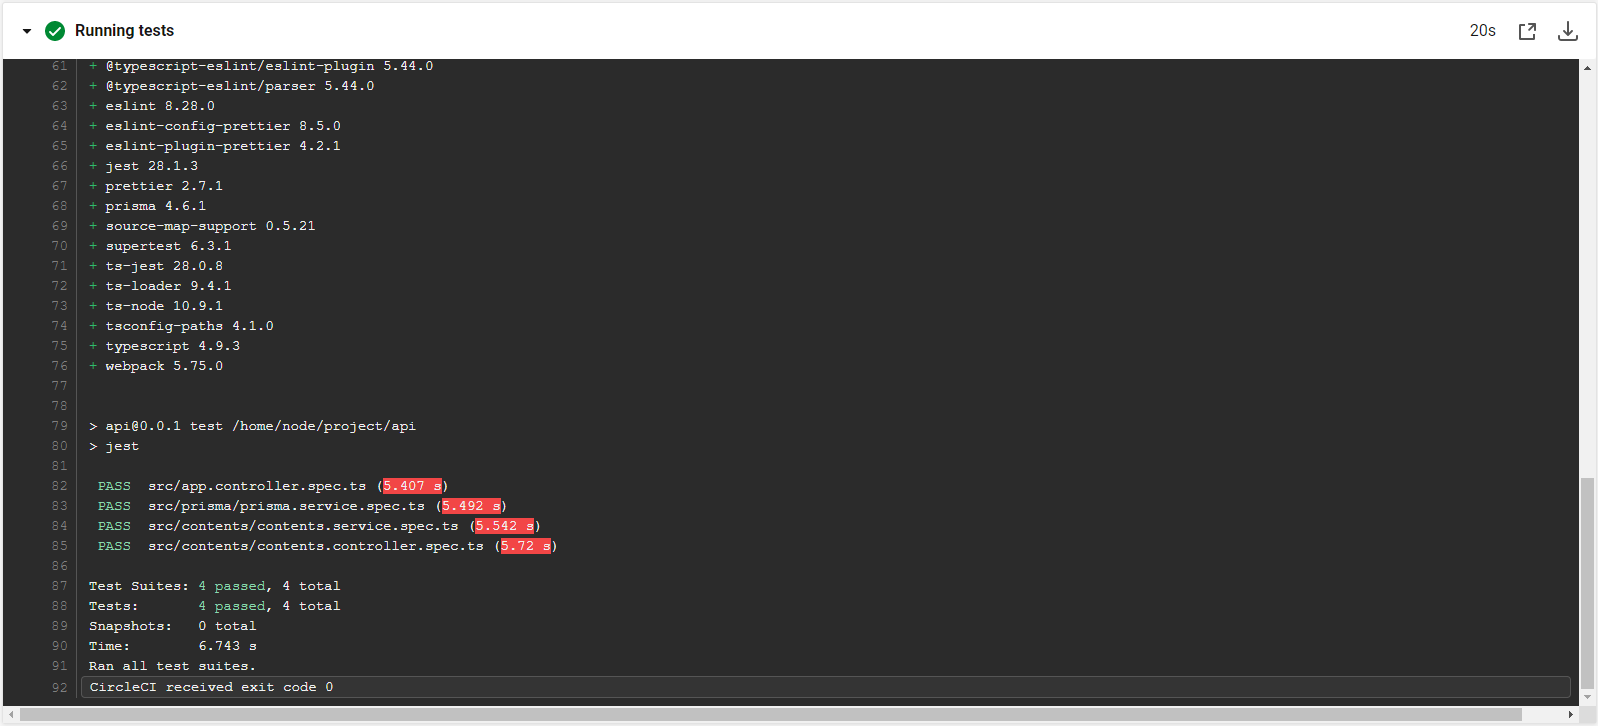 Running tests 20s
61 + @typescript-eslint/eslint-plugin 5.44.0
62 + @typescript-eslint/parser 5.44.0
63 + eslint 8.28.0
64 + eslint-config-prettier 8.5.0
65 + eslint-plugin-prettier 4.2.1
66 + jest 28.1.3
67 + prettier 2.7.1
68 + prisma 4.6.1
69 + source-map-support 0.5.21
70 + supertest 6.3.1
71 + ts-jest 28.0.8
72 + ts-loader 9.4.1
73 + ts-node 10.9.1
74 + tsconfig-paths 4.1.0
75 + typescript 4.9.3
76 + webpack 5.75.0
77
78
79 > api@0.0.1 test /home/node/project/api
80 > jest
81
82 PASS src/app.controller.spec.ts (5.407 s)
83 PASS src/prisma/prisma.service.spec.ts (5.492 s)
84 PASS src/contents/contents.service.spec.ts (5.542 s)
85 PASS src/contents/contents.controller.spec.ts (5.72 s)
86
87 Test Suites: 4 passed, 4 total
88 Tests: 4 passed, 4 total
89 Snapshots: 0 total
90 Time: 6.743 s
91 Ran all test suites.
92 CircleCI received exit code 0